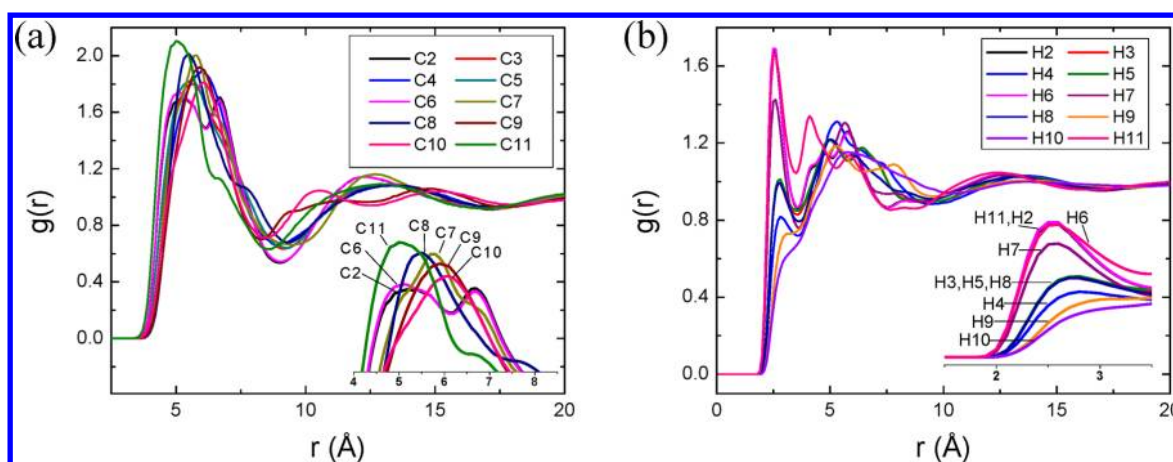 (a)
C2 C3
C4 C5
C6 C7
C8 C9
C10 C11
2.0
1.6
1.2
0.8
0.4
0.0
g(r)
C11
C8
C7
C6
C9
C2
C10
4 5 6 7 8
5 10 15 20
r (Å)
(b)
H2 H3
H4 H5
H6 H7
H8 H9
H10 H11
1.6
1.2
0.8
0.4
0.0
g(r)
H11,H2
H6
H7
H3,H5,H8
H4
H9
H10
2 3
0 5 10 15 20
r (Å)